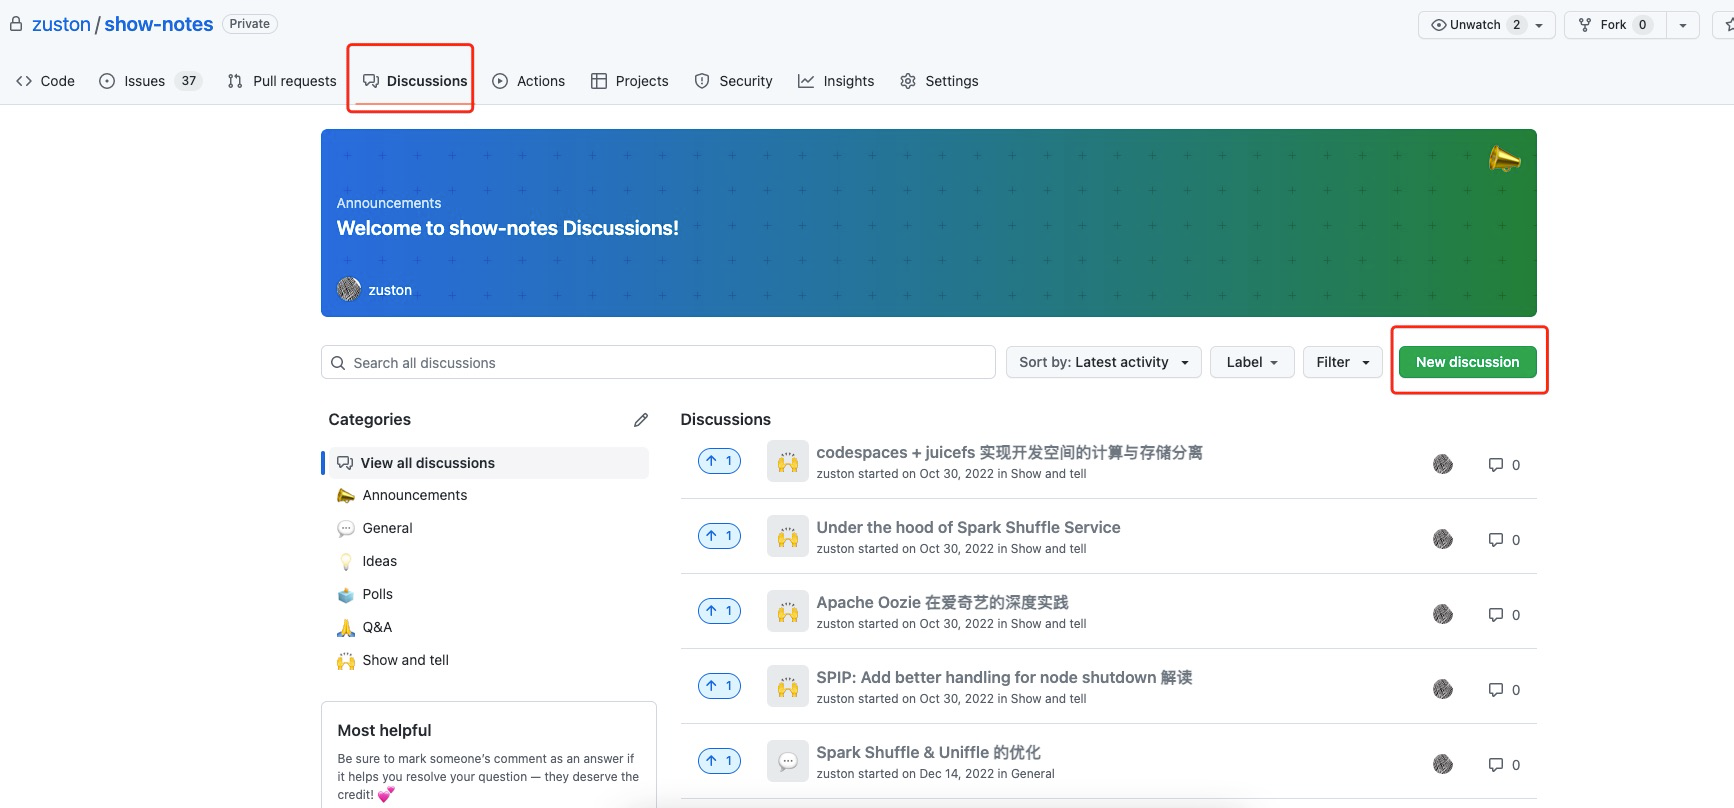 zuston / show-notes Private
Unwatch 2 Fork 0
Code Issues 37 Pull requests Discussions Actions Projects Security Insights Settings
Announcements
Welcome to show-notes Discussions!
zuston
Search all discussions Sort by: Latest activity Label Filter New discussion
Categories
View all discussions
Announcements
General
Ideas
Polls
Q&A
Show and tell
Most helpful
Be sure to mark someone's comment as an answer if
it helps you resolve your question — they deserve the
credit! 💕
Discussions
1 codespaces + juicefs 实现开发空间的计算与存储分离 0
zuston started on Oct 30, 2022 in Show and tell
1 Under the hood of Spark Shuffle Service 0
zuston started on Oct 30, 2022 in Show and tell
1 Apache Oozie 在爱奇艺的深度实践 0
zuston started on Oct 30, 2022 in Show and tell
1 SPIP: Add better handling for node shutdown 解读 0
zuston started on Oct 30, 2022 in Show and tell
1 Spark Shuffle & Uniffle 的优化 0
zuston started on Dec 14, 2022 in General